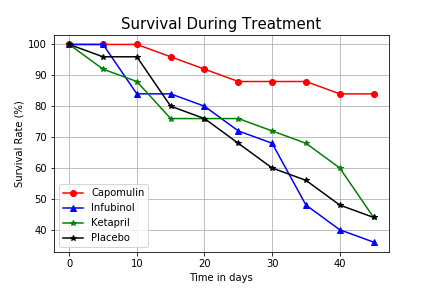 Survival During Treatment
100
90
80
70
60
50
40
Survival Rate (%)
Capomulin
Infubinol
Ketapril
Placebo
0
10
20
30
40
Time in days